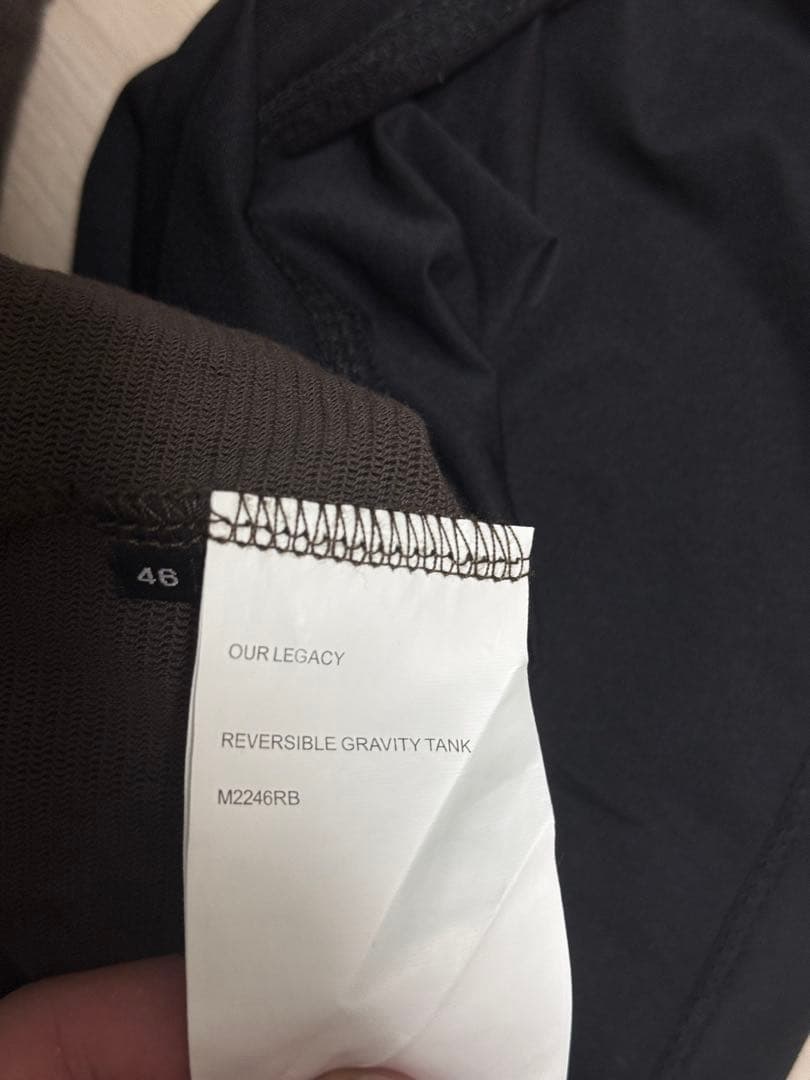 46
OUR LEGACY
REVERSIBLE GRAVITY TANK
M2246RB